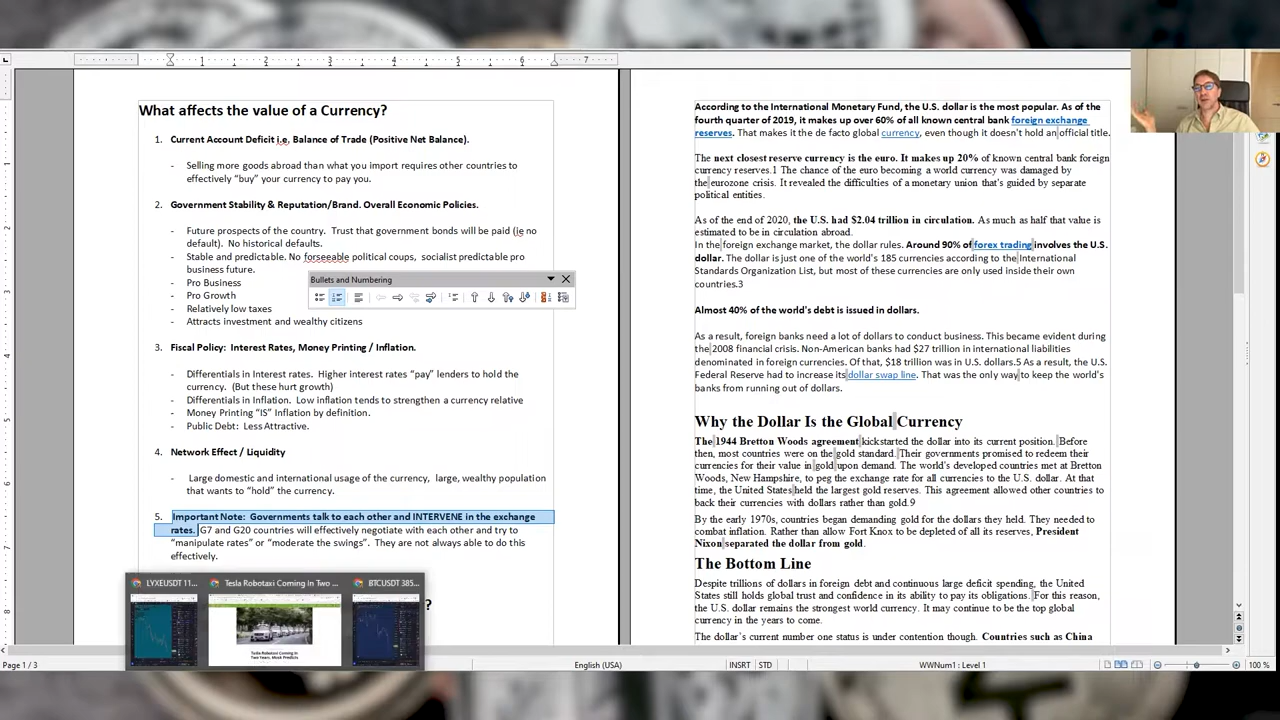 What affects the value of a Currency?
1. Current Account Deficit i.e, Balance of Trade (Positive Net Balance).
- Selling more goods abroad than what you import requires other countries to
effectively “buy” your currency to pay you.
2. Government Stability & Reputation/Brand. Overall Economic Policies.
- Future prospects of the country. Trust that government bonds will be paid (ie no
default). No historical defaults.
- Stable and predictable. No forseeable political coups, socialist predictable pro
business future.
- Pro Business
- Pro Growth
- Relatively low taxes
- Attracts investment and wealthy citizens
Bullets and Numbering
3. Fiscal Policy: Interest Rates, Money Printing / Inflation.
- Differentials in Interest rates. Higher interest rates “pay” lenders to hold the
currency. (But these hurt growth)
- Differentials in Inflation. Low inflation tends to strengthen a currency relative
- Money Printing “IS” Inflation by definition.
- Public Debt: Less Attractive.
4. Network Effect / Liquidity
- Large domestic and international usage of the currency, large, wealthy population
that wants to “hold” the currency.
5. Important Note: Governments talk to each other and INTERVENE in the exchange
rates. G7 and G20 countries will effectively negotiate with each other and try to
“manipulate rates” or “moderate the swings”. They are not always able to do this
effectively.
?
LYXEUSDT 11... Tesla Robotaxi Coming In Two ... BTCUSDT 385...
Tesla Robotaxi Coming In
Two Years, Musk Predicts
According to the International Monetary Fund, the U.S. dollar is the most popular. As of the
fourth quarter of 2019, it makes up over 60% of all known central bank foreign exchange
reserves. That makes it the de facto global currency, even though it doesn't hold an official title.
The next closest reserve currency is the euro. It makes up 20% of known central bank foreign
currency reserves.1 The chance of the euro becoming a world currency was damaged by
the eurozone crisis. It revealed the difficulties of a monetary union that's guided by separate
political entities.
As of the end of 2020, the U.S. had $2.04 trillion in circulation. As much as half that value is
estimated to be in circulation abroad.
In the foreign exchange market, the dollar rules. Around 90% of forex trading involves the U.S.
dollar. The dollar is just one of the world's 185 currencies according to the International
Standards Organization List, but most of these currencies are only used inside their own
countries.3
Almost 40% of the world's debt is issued in dollars.
As a result, foreign banks need a lot of dollars to conduct business. This became evident during
the 2008 financial crisis. Non-American banks had $27 trillion in international liabilities
denominated in foreign currencies. Of that, $18 trillion was in U.S. dollars.5 As a result, the U.S.
Federal Reserve had to increase its dollar swap line. That was the only way to keep the world's
banks from running out of dollars.
Why the Dollar Is the Global Currency
The 1944 Bretton Woods agreement kickstarted the dollar into its current position. Before
then, most countries were on the gold standard. Their governments promised to redeem their
currencies for their value in gold upon demand. The world's developed countries met at Bretton
Woods, New Hampshire, to peg the exchange rate for all currencies to the U.S. dollar. At that
time, the United States held the largest gold reserves. This agreement allowed other countries to
back their currencies with dollars rather than gold.9
By the early 1970s, countries began demanding gold for the dollars they held. They needed to
combat inflation. Rather than allow Fort Knox to be depleted of all its reserves, President
Nixon separated the dollar from gold.
The Bottom Line
Despite trillions of dollars in foreign debt and continuous large deficit spending, the United
States still holds global trust and confidence in its ability to pay its obligations. For this reason,
the U.S. dollar remains the strongest world currency. It may continue to be the top global
currency in the years to come.
The dollar's current number one status is under contention though. Countries such as China
Page 1 / 3 English (USA) INSRT STD WWNum1 : Level 1 100 %